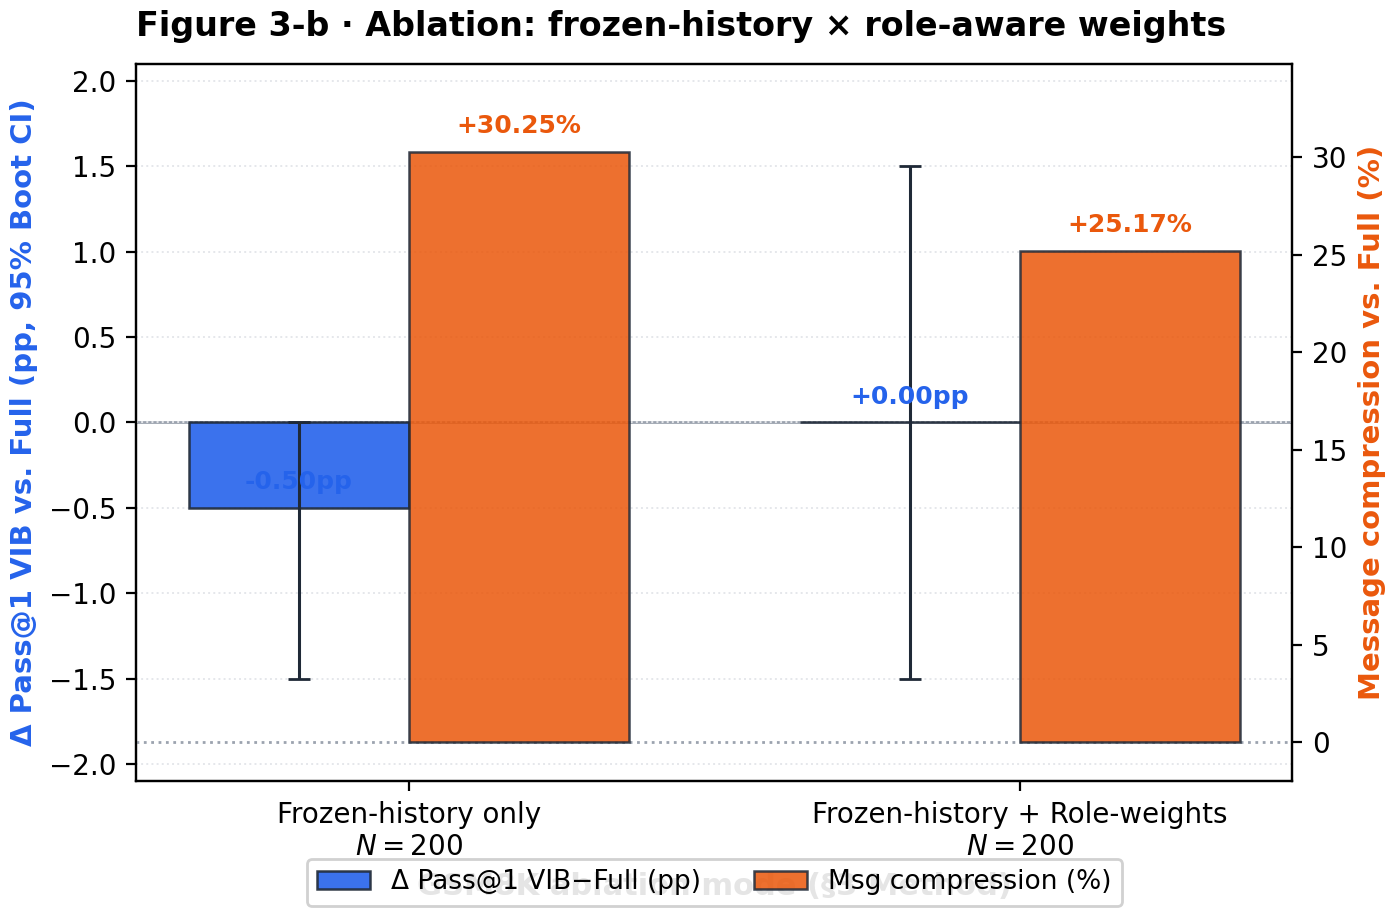 Figure 3-b · Ablation: frozen-history × role-aware weights
Δ Pass@1 VIB vs. Full (pp, 95% Boot CI)
2.0
1.5
1.0
0.5
0.0
−0.5
−1.0
−1.5
−2.0
+30.25%
-0.50pp
+0.00pp
+25.17%
30
25
20
15
10
5
0
Message compression vs. Full (%)
Frozen-history only
N = 200
Frozen-history + Role-weights
N = 200
Δ Pass@1 VIB−Full (pp)
Msg compression (%)
ablation mode